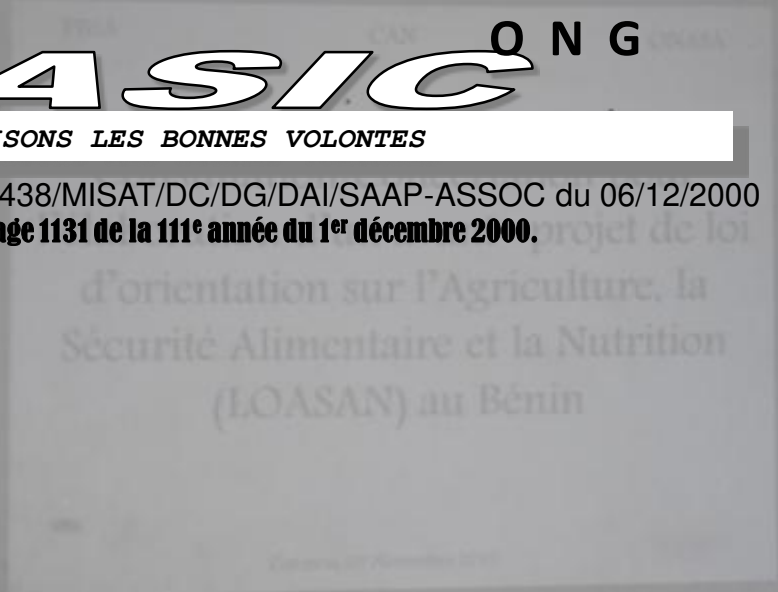 O N G
ASIC
SONS LES BONNES VOLONTES
438/MISAT/DC/DG/DAI/SAAP-ASSOC du 06/12/2000
age 1131 de la 111e année du 1er décembre 2000.
projet de loi
d'orientation sur l'Agriculture, la
Sécurité Alimentaire et la Nutrition
(LOASAN) au Bénin